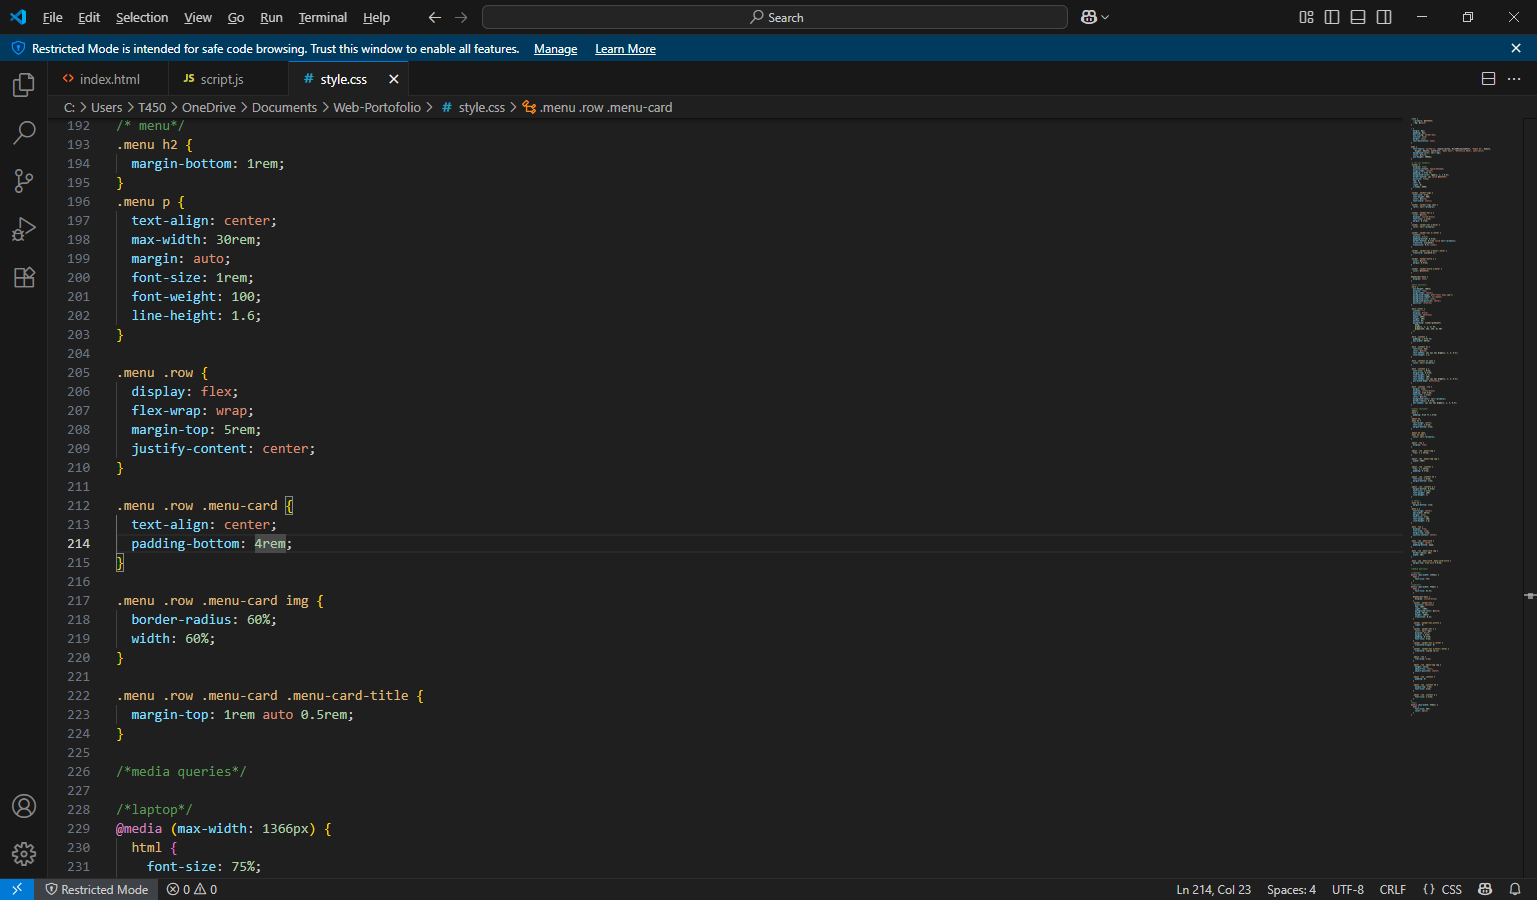 File Edit Selection View Go Run Terminal Help Search
Restricted Mode is intended for safe code browsing. Trust this window to enable all features. Manage Learn More
index.html JS script.js # style.css
C: > Users > T450 > OneDrive > Documents > Web-Portofolio > # style.css > .menu .row .menu-card
192 /* menu*/
193 .menu h2 {
194 margin-bottom: 1rem;
195 }
196 .menu p {
197 text-align: center;
198 max-width: 30rem;
199 margin: auto;
200 font-size: 1rem;
201 font-weight: 100;
202 line-height: 1.6;
203 }
204
205 .menu .row {
206 display: flex;
207 flex-wrap: wrap;
208 margin-top: 5rem;
209 justify-content: center;
210 }
211
212 .menu .row .menu-card {
213 text-align: center;
214 padding-bottom: 4rem;
215 }
216
217 .menu .row .menu-card img {
218 border-radius: 60%;
219 width: 60%;
220 }
221
222 .menu .row .menu-card .menu-card-title {
223 margin-top: 1rem auto 0.5rem;
224 }
225
226 /*media queries*/
227
228 /*laptop*/
229 @media (max-width: 1366px) {
230 html {
231 font-size: 75%;
Restricted Mode 0 0 Ln 214, Col 23 Spaces: 4 UTF-8 CRLF {} CSS